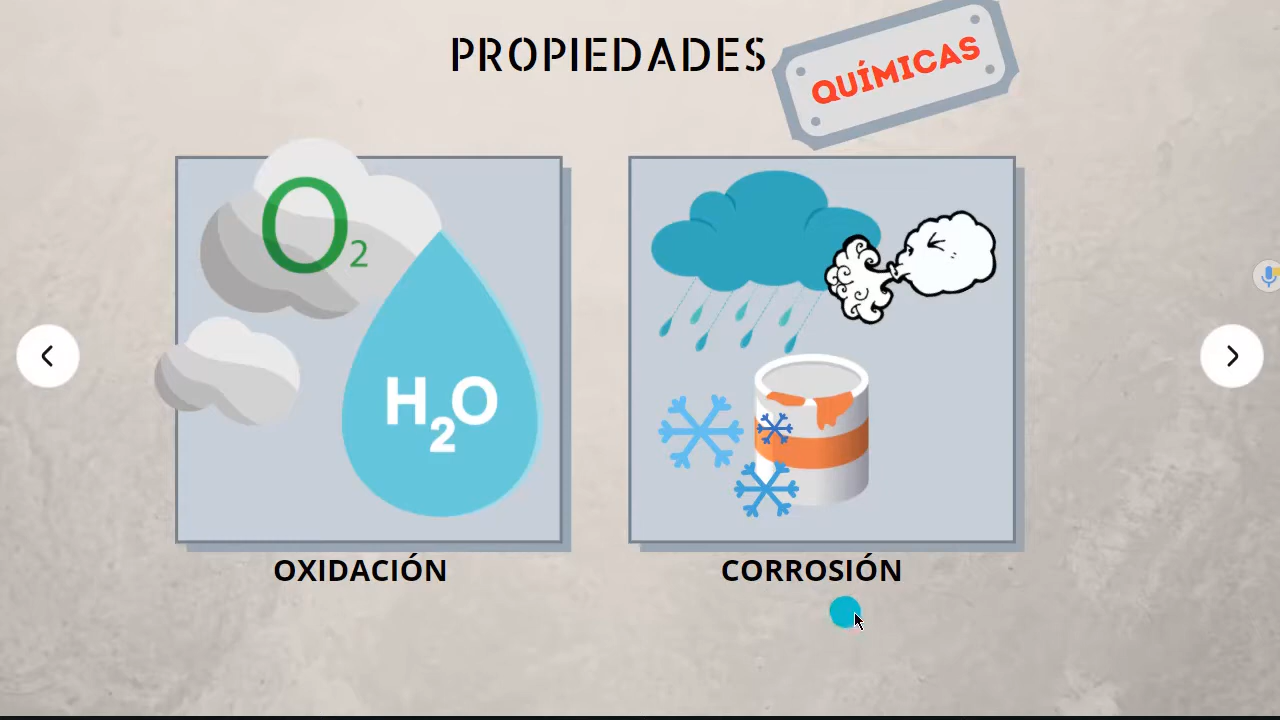 PROPIEDADES
QUÍMICAS
O2
H2O
OXIDACIÓN
CORROSIÓN